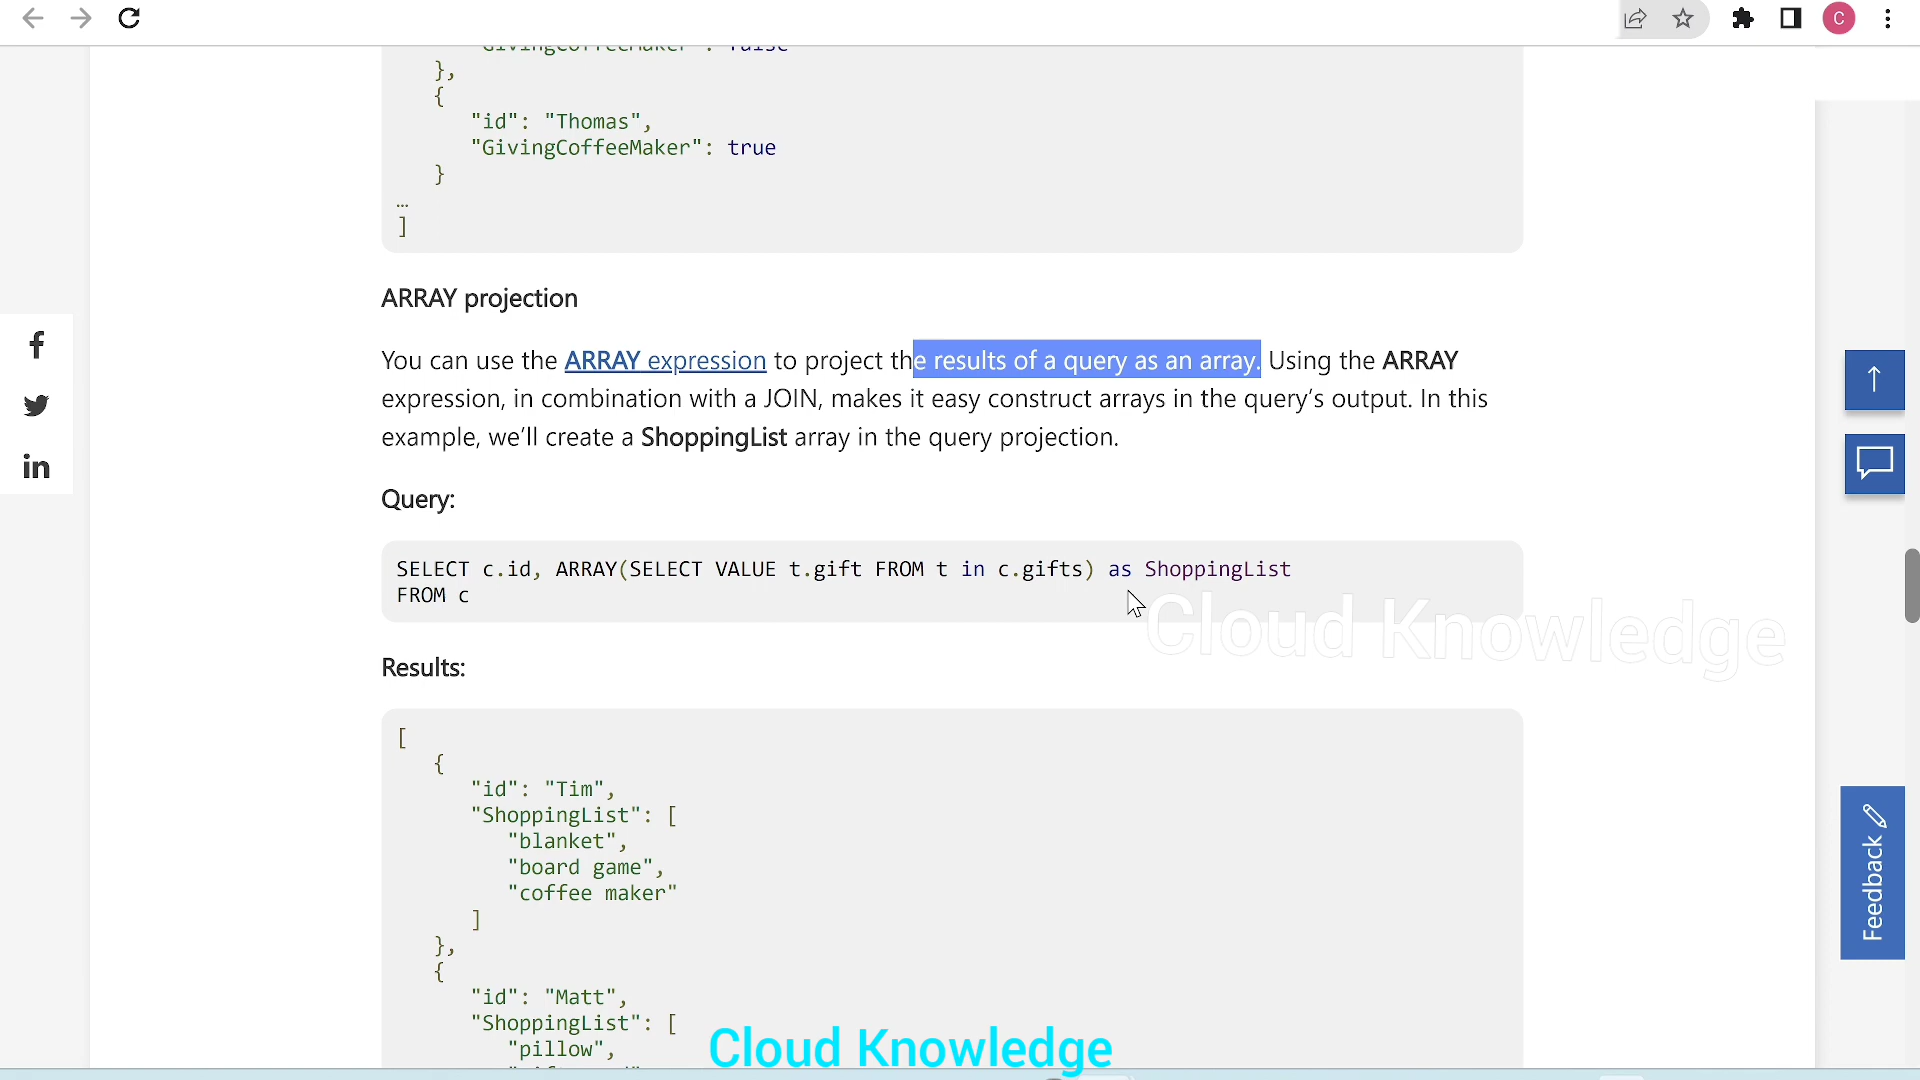 C
"GivingCoffeeMaker": false
},
{
"id": "Thomas",
"GivingCoffeeMaker": true
}
…
]
ARRAY projection
You can use the ARRAY expression to project the results of a query as an array. Using the ARRAY
expression, in combination with a JOIN, makes it easy construct arrays in the query’s output. In this
example, we’ll create a ShoppingList array in the query projection.
Query:
SELECT c.id, ARRAY(SELECT VALUE t.gift FROM t in c.gifts) as ShoppingList
FROM c
Cloud Knowledge
Results:
[
{
"id": "Tim",
"ShoppingList": [
"blanket",
"board game",
"coffee maker"
]
},
{
"id": "Matt",
"ShoppingList": [
"pillow",
Feedback
Cloud Knowledge